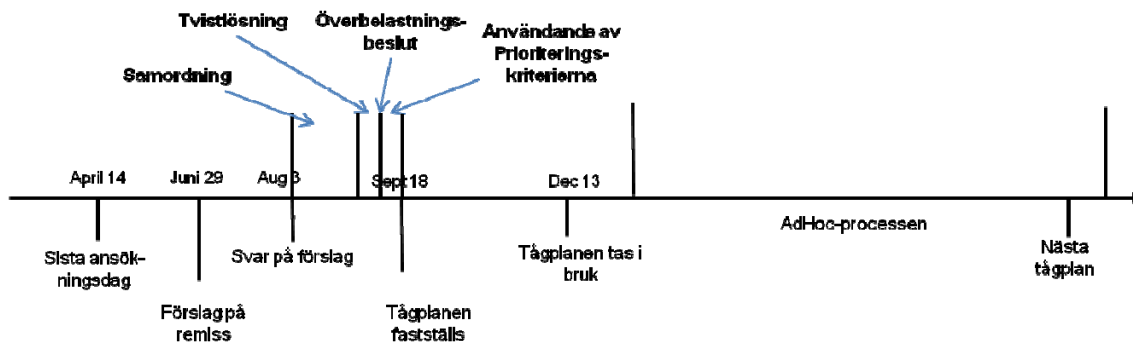 Tvistlösning
Överbelastnings-
beslut
Användande av
Prioriterings-
kriterierna
Samordning
April 14
Juni 29
Aug 3
Sept 18
Dec 13
Sista ansök-
ningsdag
Förslag på
remiss
Svar på förslag
Tågplanen
fastställs
Tågplanen tas i
bruk
AdHoc-processen
Nästa
tågplan